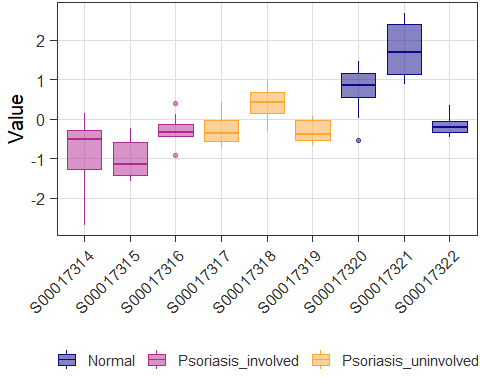 Value
2
1
0
-1
-2
S00017314
S00017315
S00017316
S00017317
S00017318
S00017319
S00017320
S00017321
S00017322
Normal Psoriasis_involved Psoriasis_uninvolved